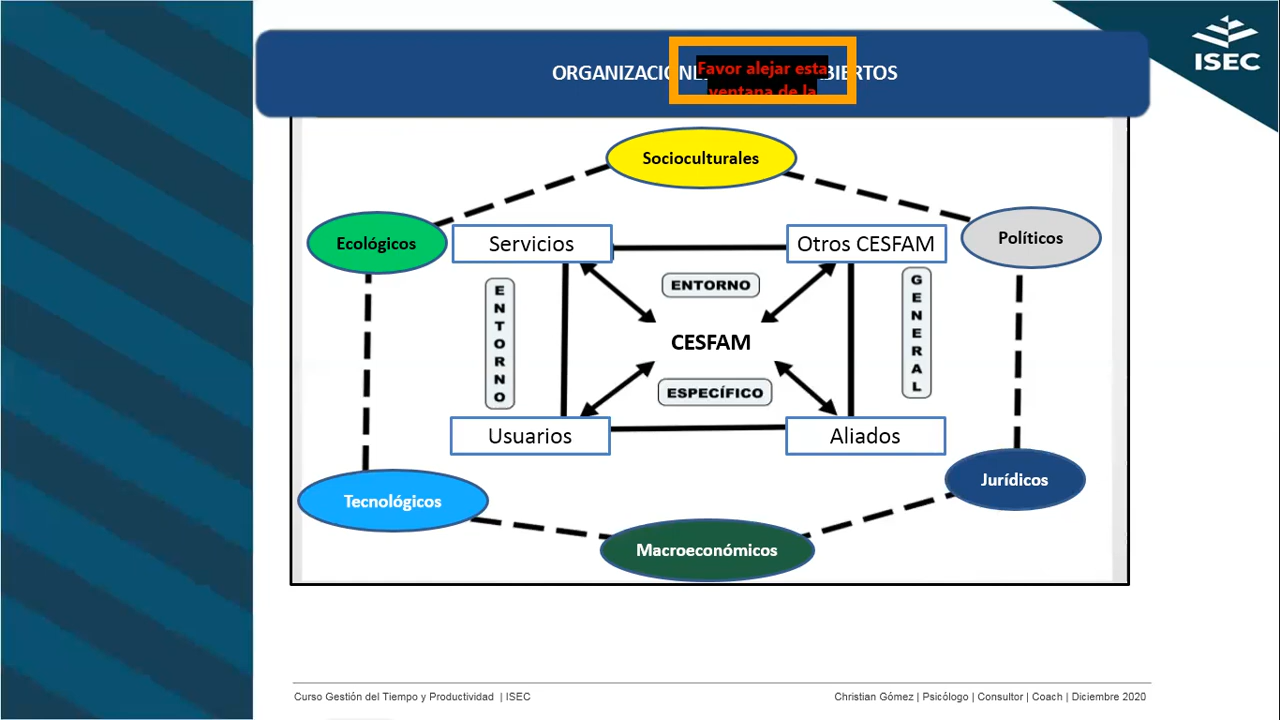 ISEC
ORGANIZACIONE
Favor alejar esta
ventana de la
BIERTOS
Socioculturales
Ecológicos
Servicios
Otros CESFAM
Políticos
ENTORNO
ENTORNO
GENERAL
CESFAM
ESPECÍFICO
Usuarios
Aliados
Tecnológicos
Jurídicos
Macroeconómicos
Curso Gestión del Tiempo y Productividad | ISEC
Christian Gómez | Psicólogo | Consultor | Coach | Diciembre 2020